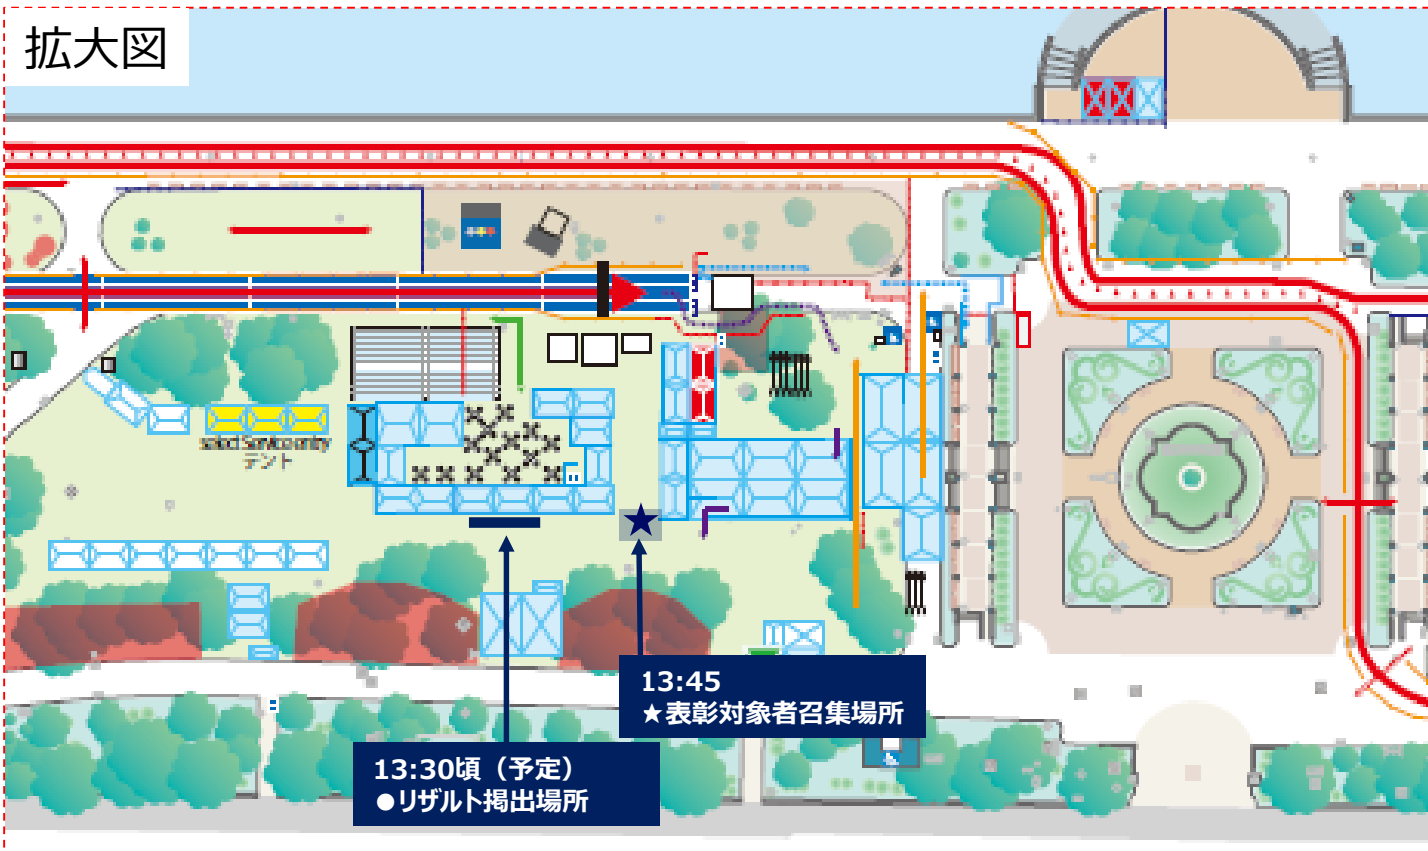 拡大図
select Service entry
テント
13:45
★表彰対象者召集場所
13:30頃（予定）
●リザルト掲出場所